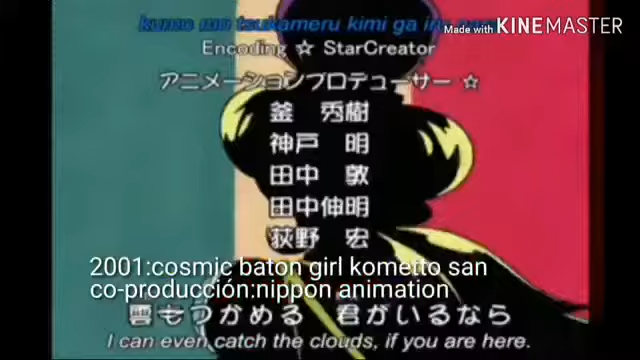 kumo mo tsukameru kimi ga iru nara
Made with KINEMASTER
Encoding ☆ StarCreator
アニメーションプロデューサー ☆
釜 秀樹
神戸 明
田中 敦
田中伸明
荻野 宏
2001:cosmic baton girl kometto san
co-producción:nippon animation
雲もつかめる 君がいるなら
I can even catch the clouds, if you are here.